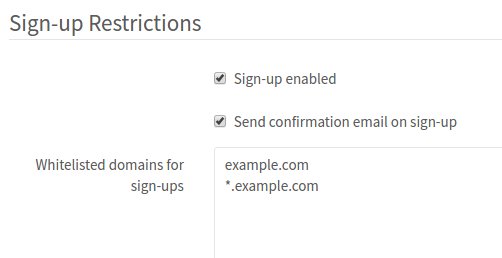 Sign-up Restrictions
Sign-up enabled
Send confirmation email on sign-up
Whitelisted domains for
sign-ups
example.com
*.example.com